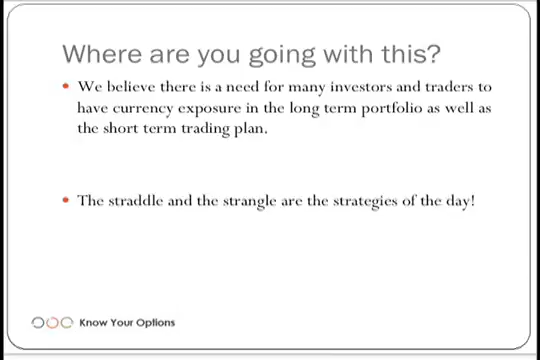 Where are you going with this?
• We believe there is a need for many investors and traders to
have currency exposure in the long term portfolio as well as
the short term trading plan.
• The straddle and the strangle are the strategies of the day!
Know Your Options